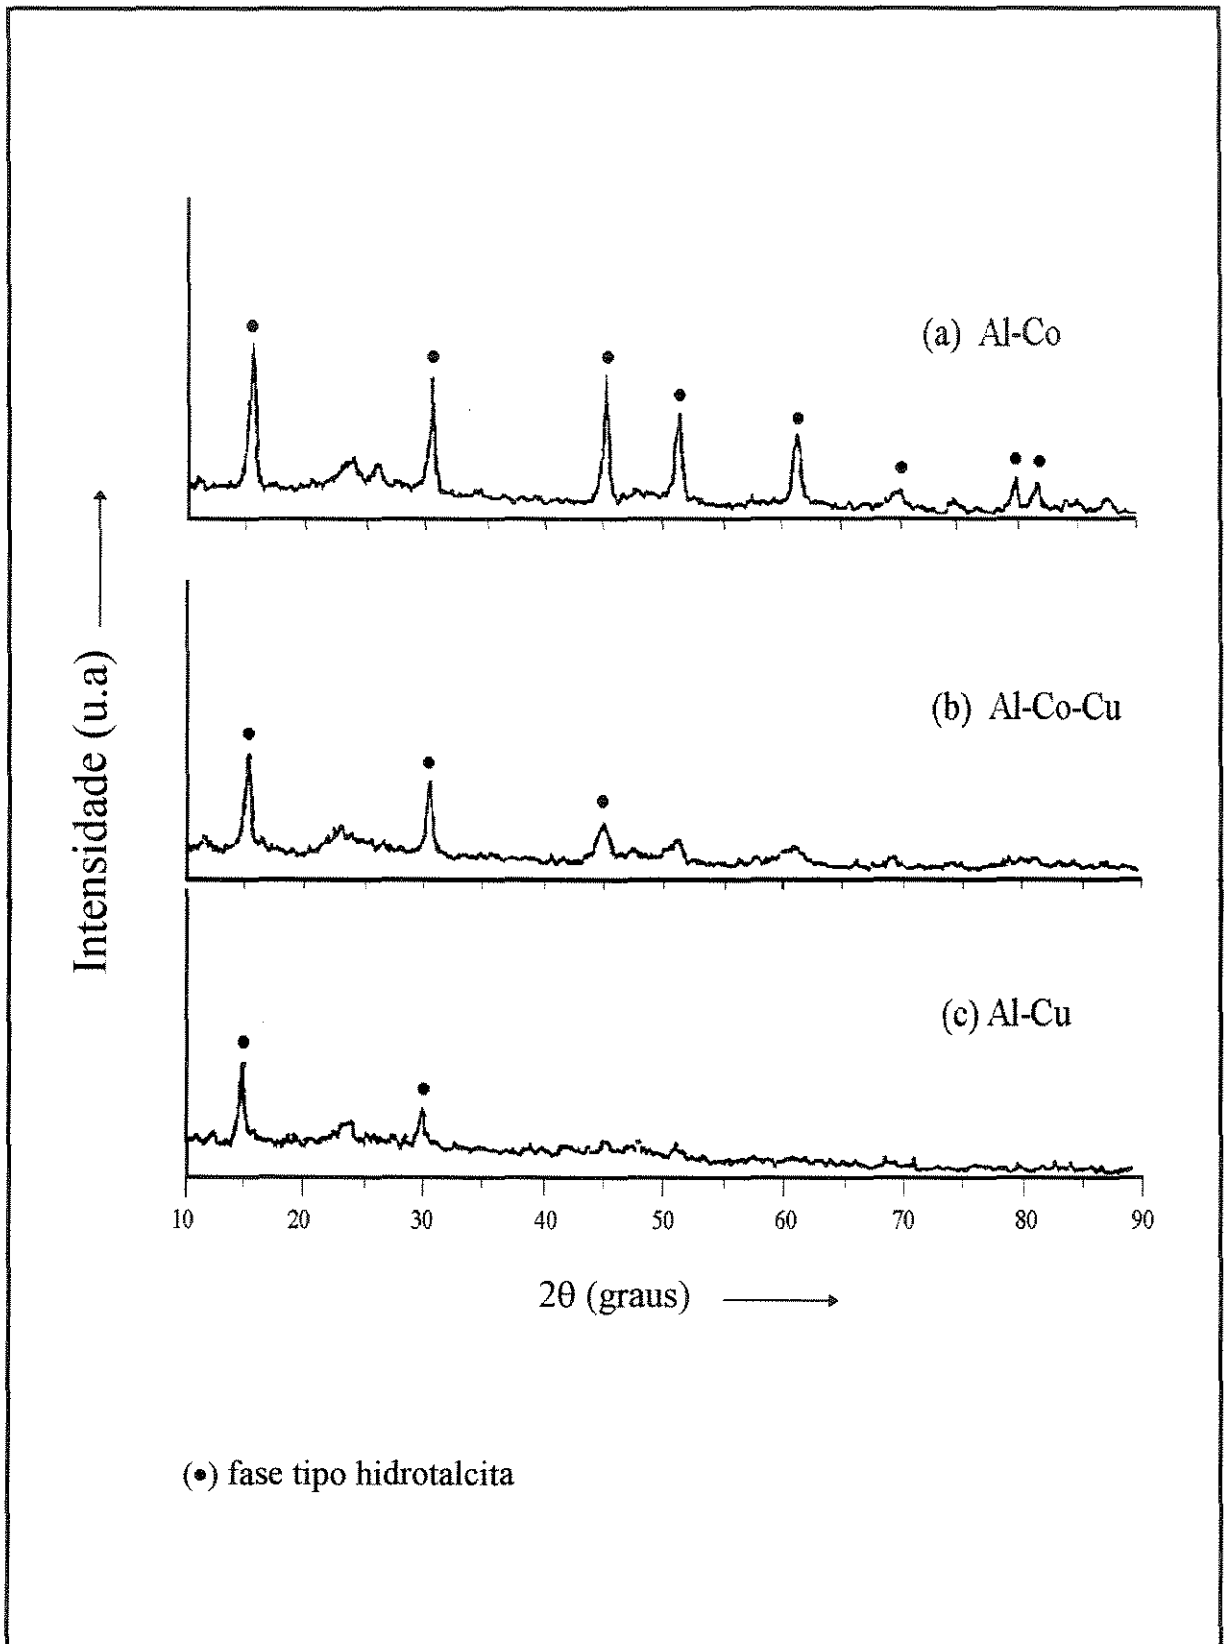 (a) Al-Co
(b) Al-Co-Cu
(c) Al-Cu
Intensidade (u.a)
10 20 30 40 50 60 70 80 90
2θ (graus)
(•) fase tipo hidrotalcita